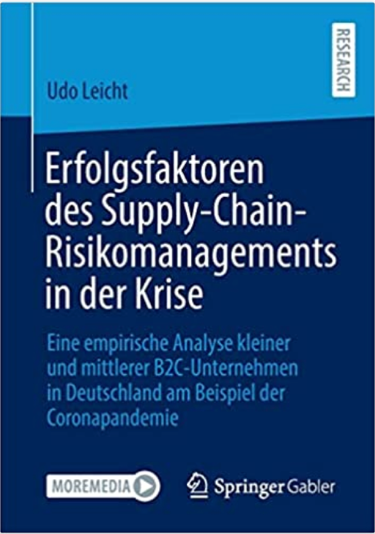 RESEARCH
Udo Leicht
Erfolgsfaktoren
des Supply-Chain-
Risikomanagements
in der Krise
Eine empirische Analyse kleiner
und mittlerer B2C-Unternehmen
in Deutschland am Beispiel der
Coronapandemie
MOREMEDIA
Springer Gabler